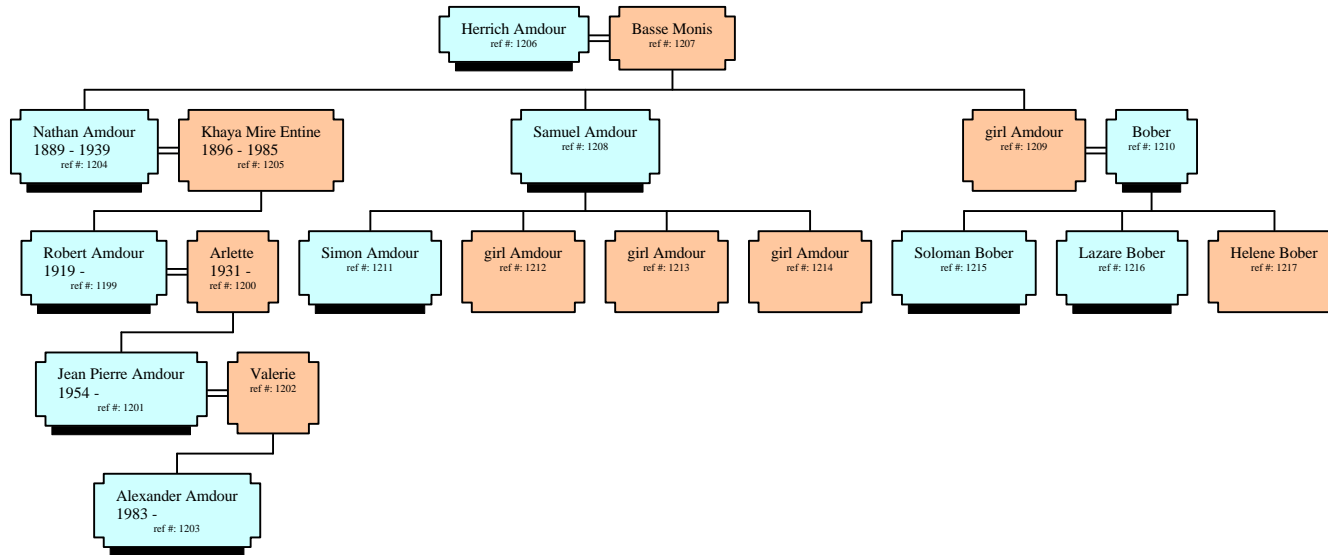 Herrich Amdour
ref #: 1206
Basse Monis
ref #: 1207
Nathan Amdour
1889 - 1939
ref #: 1204
Khaya Mire Entine
1896 - 1985
ref #: 1205
Samuel Amdour
ref #: 1208
girl Amdour
ref #: 1209
Bober
ref #: 1210
Robert Amdour
1919 -
ref #: 1199
Arlette
1931 -
ref #: 1200
Simon Amdour
ref #: 1211
girl Amdour
ref #: 1212
girl Amdour
ref #: 1213
girl Amdour
ref #: 1214
Soloman Bober
ref #: 1215
Lazare Bober
ref #: 1216
Helene Bober
ref #: 1217
Jean Pierre Amdour
1954 -
ref #: 1201
Valerie
ref #: 1202
Alexander Amdour
1983 -
ref #: 1203